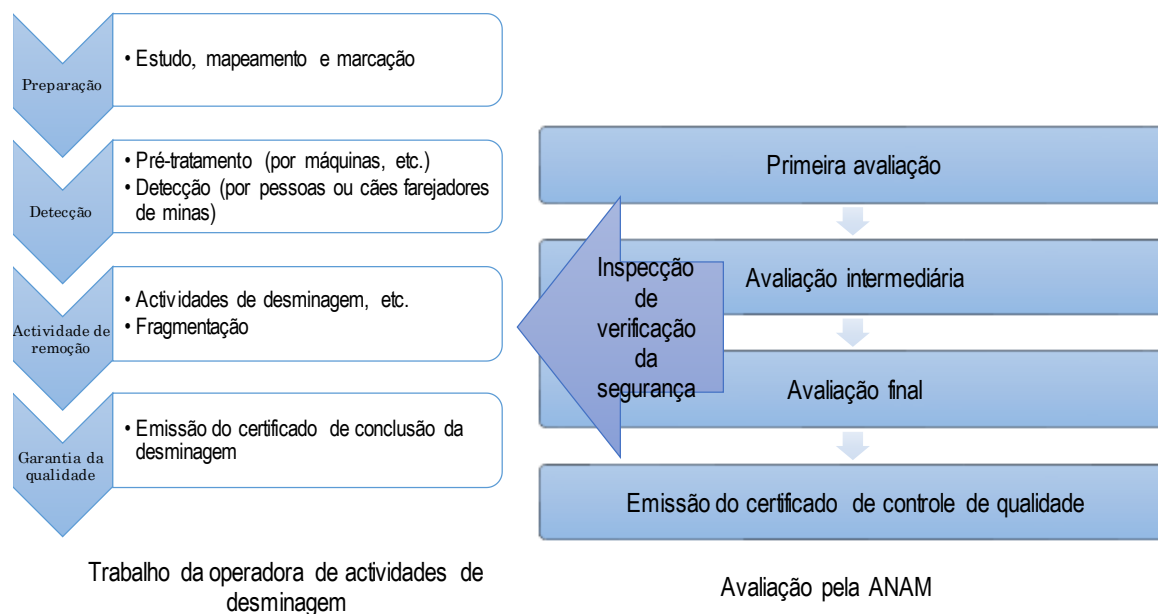 Preparação
• Estudo, mapeamento e marcação
Detecção
• Pré-tratamento (por máquinas, etc.)
• Detecção (por pessoas ou cães farejadores
de minas)
Actividade de
remoção
• Actividades de desminagem, etc.
• Fragmentação
Garantia da
qualidade
• Emissão do certificado de conclusão da
desminagem
Trabalho da operadora de actividades de
desminagem
Inspecção
de
verificação
da
segurança
Primeira avaliação
Avaliação intermediária
Avaliação final
Emissão do certificado de controle de qualidade
Avaliação pela ANAM